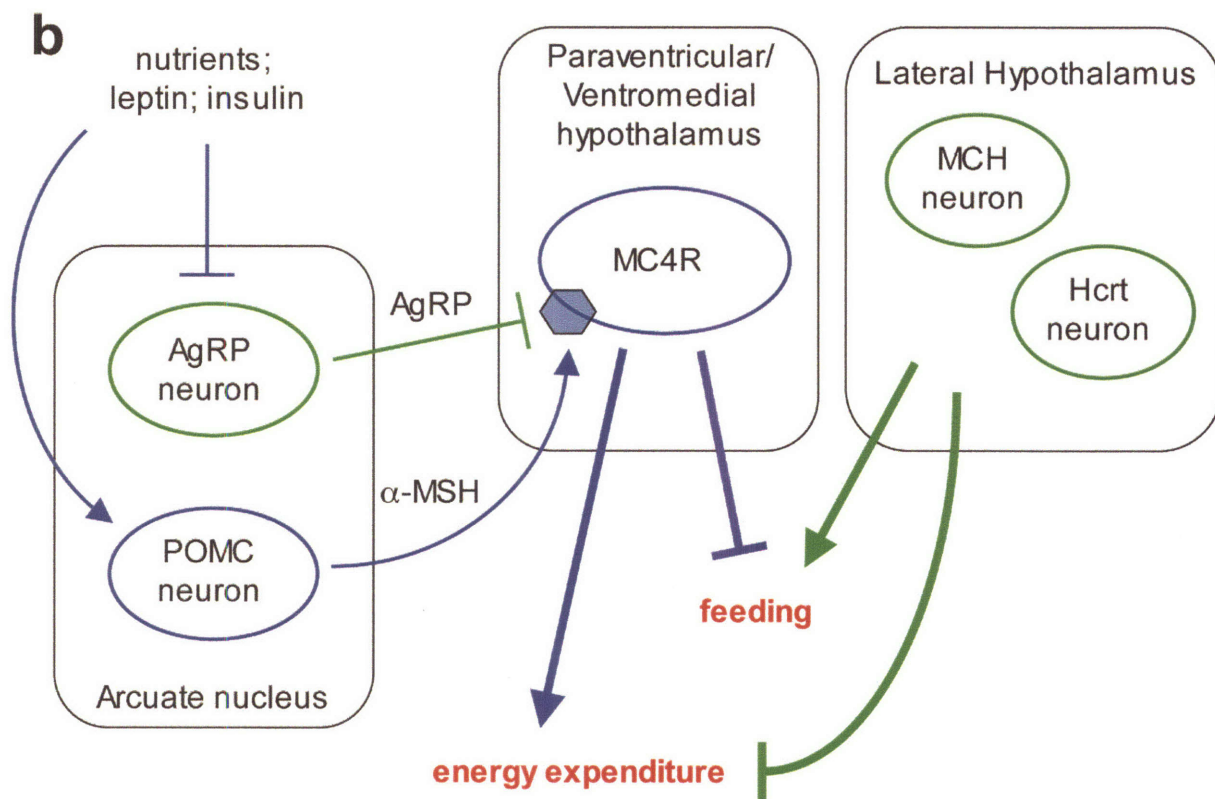 b
nutrients;
leptin; insulin
Paraventricular/
Ventromedial
hypothalamus
Lateral Hypothalamus
MCH
neuron
MC4R
Hcrt
neuron
AgRP
AgRP
neuron
α-MSH
POMC
neuron
Arcuate nucleus
feeding
energy expenditure